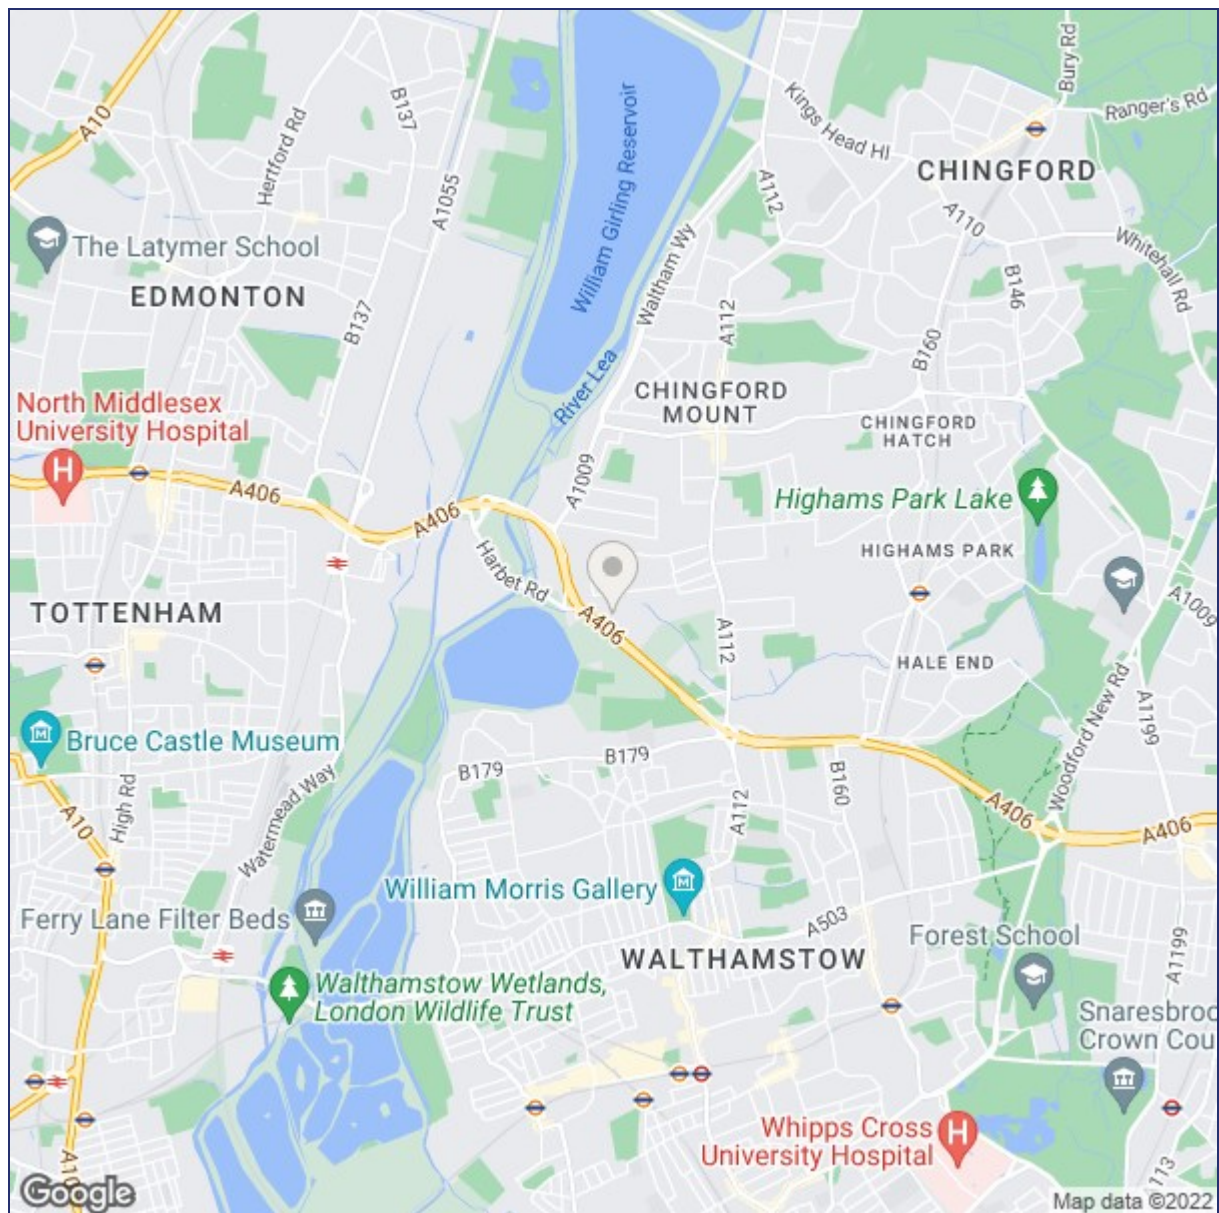 Bury Rd
Ranger's Rd
A10
B137
Hertford Rd
Kings Head Hl
CHINGFORD
A1055
William Girling Reservoir
A112
A110
Waltham Wy
Whitehall Rd
The Latymer School
EDMONTON
B137
B146
A112
B160
River Lea
CHINGFORD
MOUNT
North Middlesex
University Hospital
CHINGFORD
HATCH
A406
A1009
A406
Highams Park Lake
HIGHAMS PARK
Harbet Rd
A1009
TOTTENHAM
A406
A112
HALE END
Woodford New Rd
A1199
Bruce Castle Museum
B179
B179
B160
Watermead Way
High Rd
A10
A112
A406
A406
William Morris Gallery
Ferry Lane Filter Beds
A503
Forest School
WALTHAMSTOW
A1199
Walthamstow Wetlands,
London Wildlife Trust
Snaresbroo
Crown Cou
Whipps Cross
University Hospital
A10
113
Google
Map data ©2022